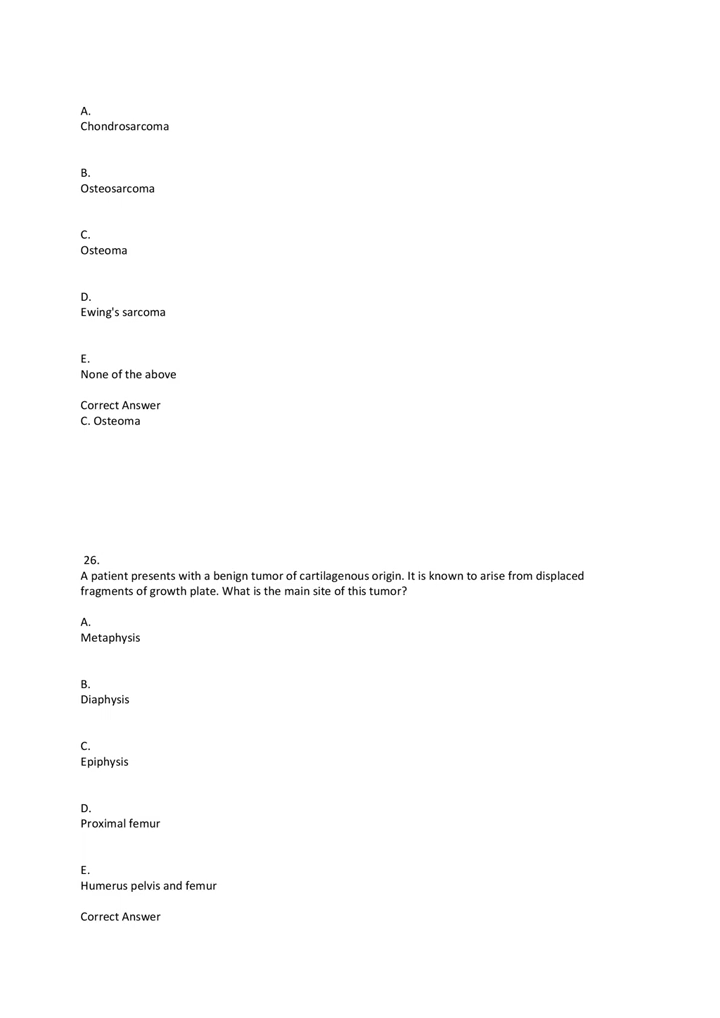 A.
Chondrosarcoma
B.
Osteosarcoma
C.
Osteoma
D.
Ewing's sarcoma
E.
None of the above
Correct Answer
C. Osteoma
26.
A patient presents with a benign tumor of cartilagenous origin. It is known to arise from displaced
fragments of growth plate. What is the main site of this tumor?
A.
Metaphysis
B.
Diaphysis
C.
Epiphysis
D.
Proximal femur
E.
Humerus pelvis and femur
Correct Answer